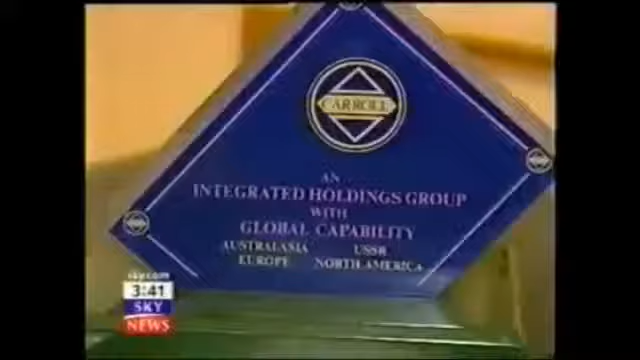 CARROLL
AN
INTEGRATED HOLDINGS GROUP
WITH
GLOBAL CAPABILITY
AUSTRALASIA USSR
EUROPE NORTH AMERICA
sky.com
3:41
SKY
NEWS